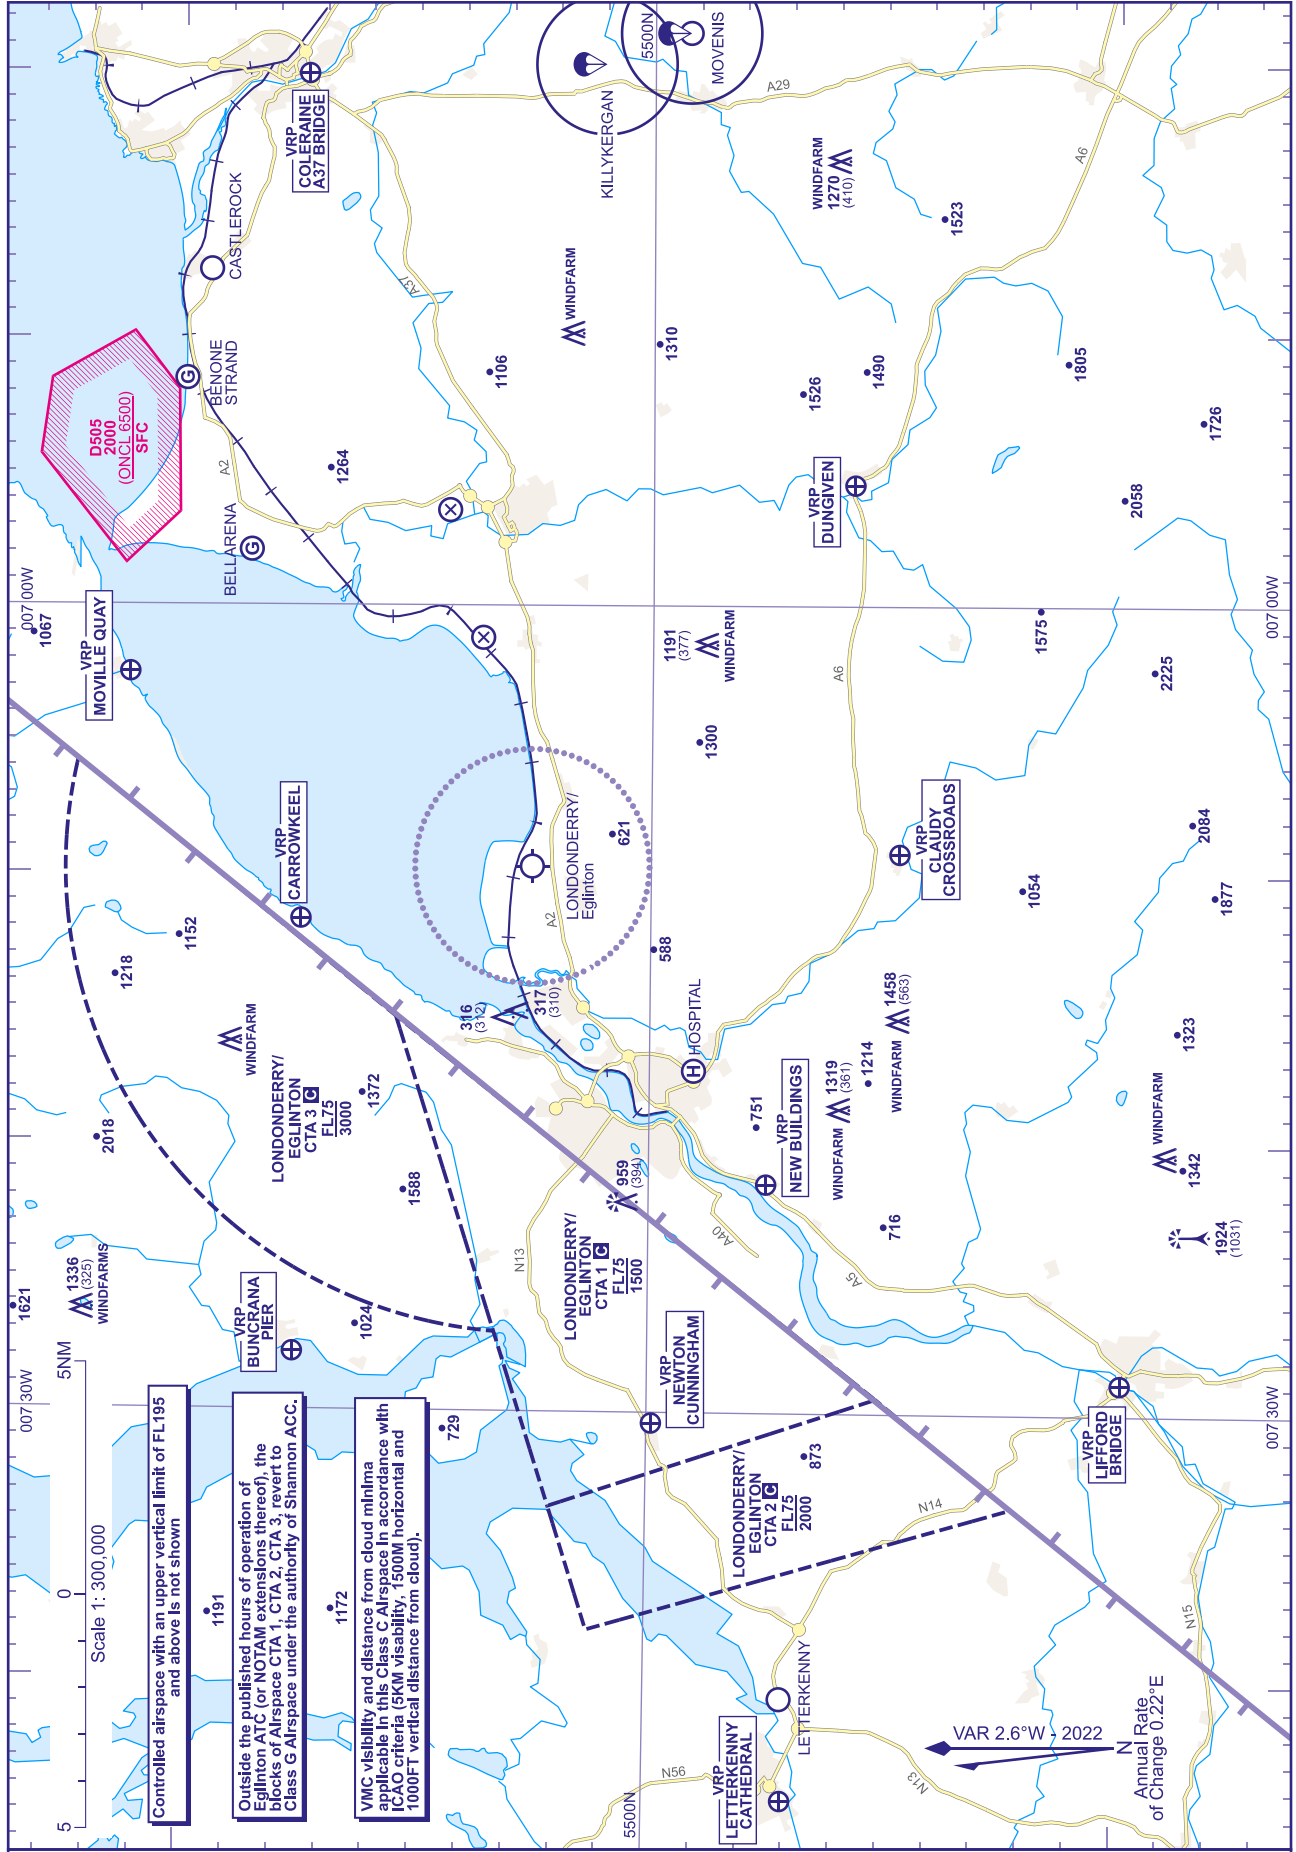 5
0
5NM
Scale 1: 300,000
Controlled airspace with an upper vertical limit of FL195
and above is not shown
Outside the published hours of operation of
Eglinton ATC (or NOTAM extensions thereof), the
blocks of Airspace CTA 1, CTA 2, CTA 3, revert to
Class G Airspace under the authority of Shannon ACC.
VMC visibility and distance from cloud minima
applicable in this Class C Airspace in accordance with
ICAO criteria (5KM visability, 1500M horizontal and
1000FT vertical distance from cloud).
1191
1172
729
007 30W
1621
1336
(325)
WINDFARMS
VRP
BUNCRANA
PIER
1024
2018
1218
1152
WINDFARM
LONDONDERRY/
EGLINTON
CTA 3 C
FL75
3000
1372
1588
VRP
CARROWKEEL
VRP
MOVILLE QUAY
1067
007 00W
D505
2000
(ONCL 6500)
SFC
BELLARENA
G
A2
BENONE
STRAND
G
1264
CASTLEROCK
VRP
COLERAINE
A37 BRIDGE
A37
1106
WINDFARM
1310
KILLYKERGAN
5500N
MOVENIS
A29
WINDFARM
1270
(410)
1523
A6
1526
1490
1805
1726
2058
VRP
DUNGIVEN
1575
2225
007 00W
1191
(377)
WINDFARM
1300
A6
LONDONDERRY/
Eglinton
621
A2
588
316
(312)
317
(310)
HOSPITAL
H
VRP
CLAUDY
CROSSROADS
1054
2084
1877
1458
(563)
WINDFARM
1214
1319
(361)
WINDFARM
1323
WINDFARM
1342
1924
(1031)
751
VRP
NEW BUILDINGS
716
A5
A40
959
(394)
N13
LONDONDERRY/
EGLINTON
CTA 1 C
FL75
1500
VRP
NEWTON
CUNNINGHAM
873
LONDONDERRY/
EGLINTON
CTA 2 C
FL75
2000
N14
VRP
LIFFORD
BRIDGE
007 30W
N15
LETTERKENNY
VRP
LETTERKENNY
CATHEDRAL
N56
5500N
N13
VAR 2.6°W - 2022
N
Annual Rate
of Change 0.22°E